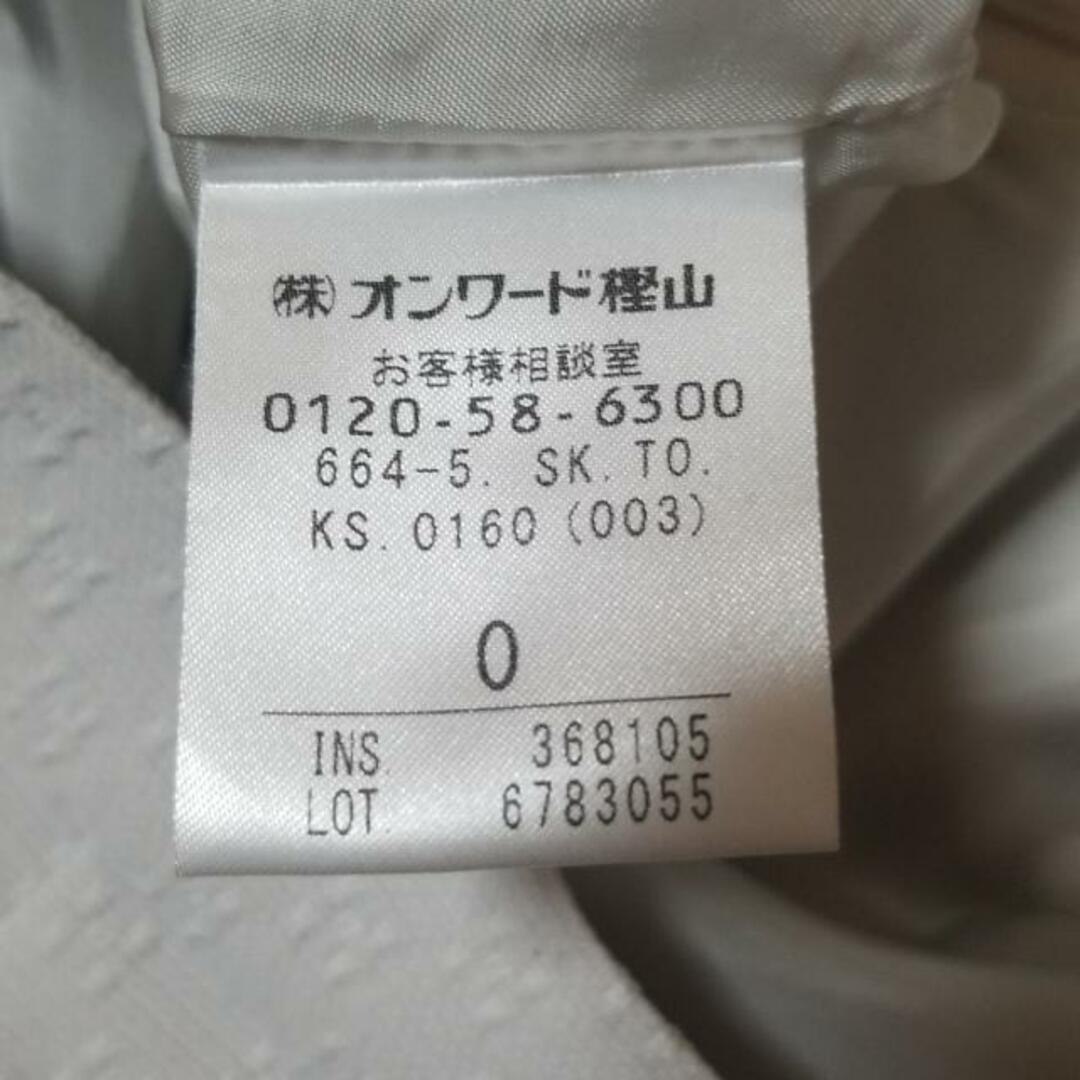 ㈱オンワード樫山
お客様相談室
0120-58-6300
664-5. SK. TO.
KS. 0160 (003)
0
INS. 368105
LOT. 6783055